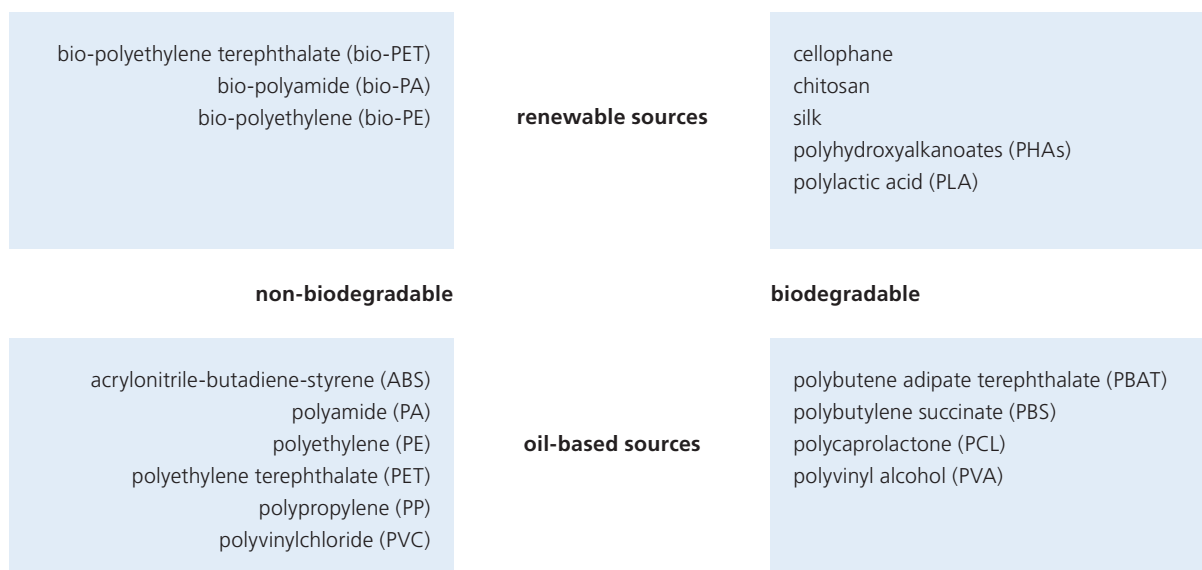 bio-polyethylene terephthalate (bio-PET)
bio-polyamide (bio-PA)
bio-polyethylene (bio-PE)
renewable sources
cellophane
chitosan
silk
polyhydroxyalkanoates (PHAs)
polylactic acid (PLA)
non-biodegradable
biodegradable
acrylonitrile-butadiene-styrene (ABS)
polyamide (PA)
polyethylene (PE)
polyethylene terephthalate (PET)
polypropylene (PP)
polyvinylchloride (PVC)
oil-based sources
polybutene adipate terephthalate (PBAT)
polybutylene succinate (PBS)
polycaprolactone (PCL)
polyvinyl alcohol (PVA)